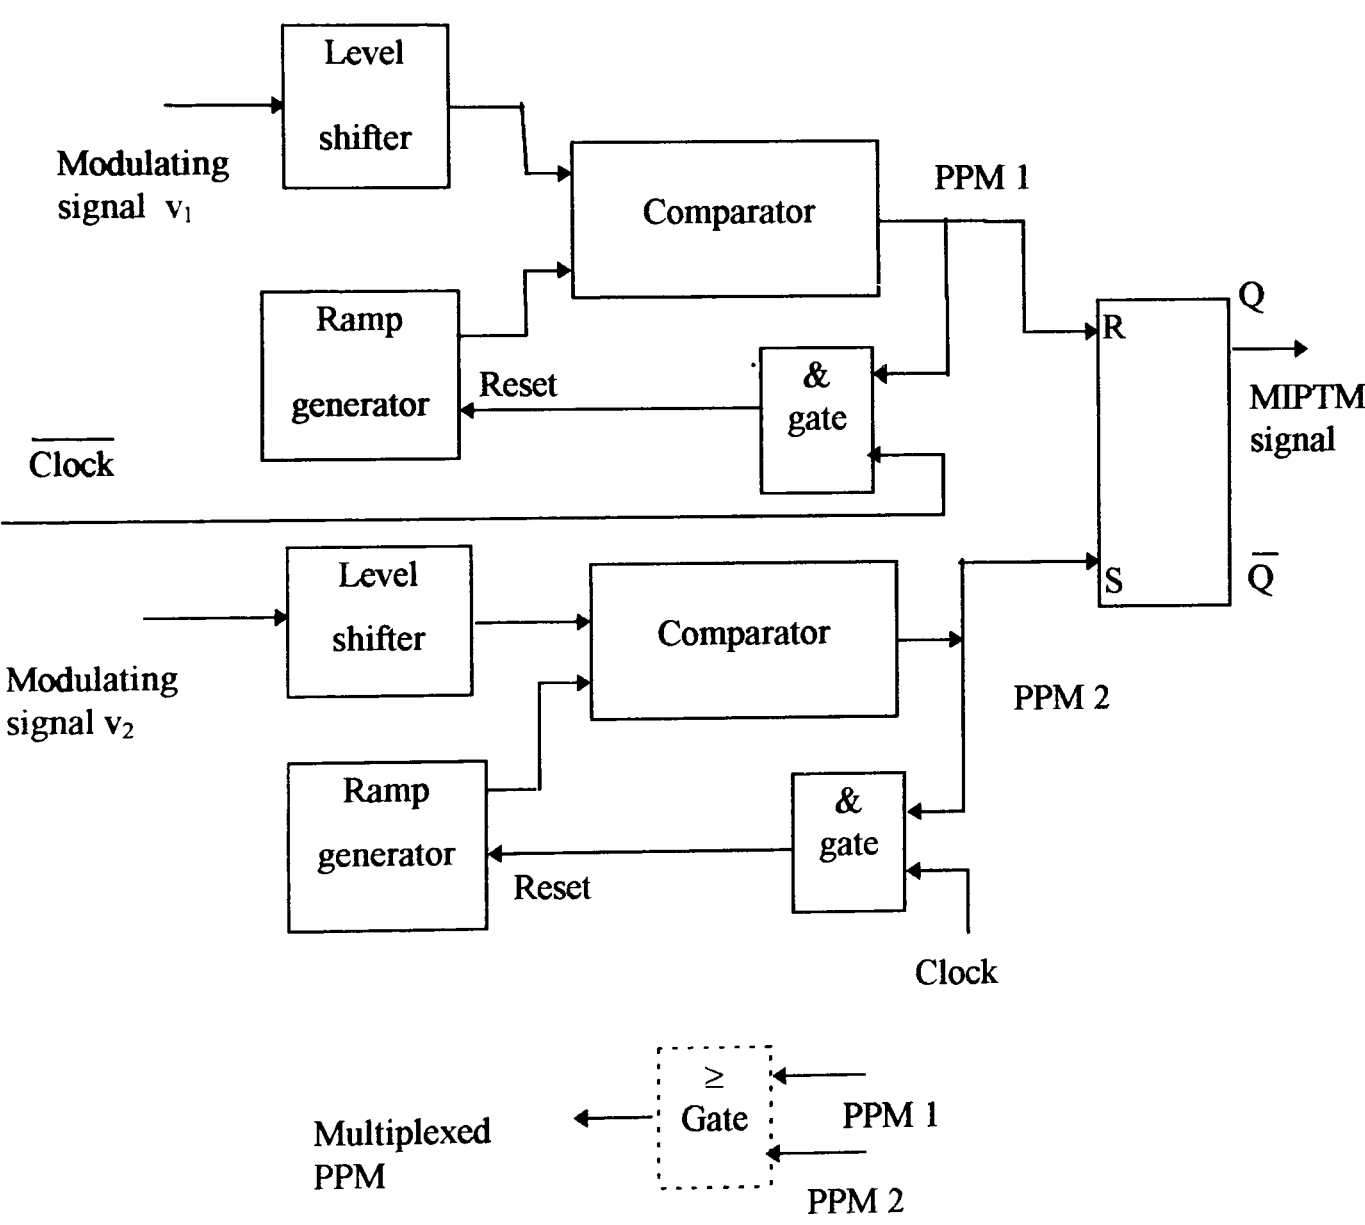 Level
shifter
Modulating
signal v₁
Comparator
PPM 1
Ramp
generator
Reset
&
gate
R
Q
MIPTM
signal
C̅l̅o̅c̅k̅
Level
shifter
Modulating
signal v₂
Comparator
S
Q̅
PPM 2
Ramp
generator
Reset
&
gate
Clock
≥
Gate
PPM 1
Multiplexed
PPM
PPM 2